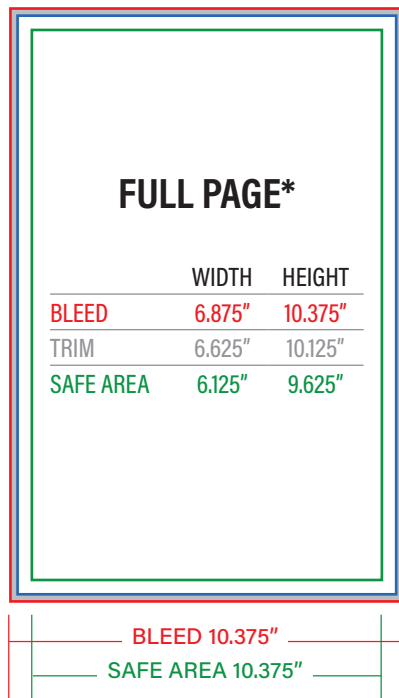 FULL PAGE*
WIDTH HEIGHT
BLEED 6.875" 10.375"
TRIM 6.625" 10.125"
SAFE AREA 6.125" 9.625"
BLEED 10.375"
SAFE AREA 10.375"